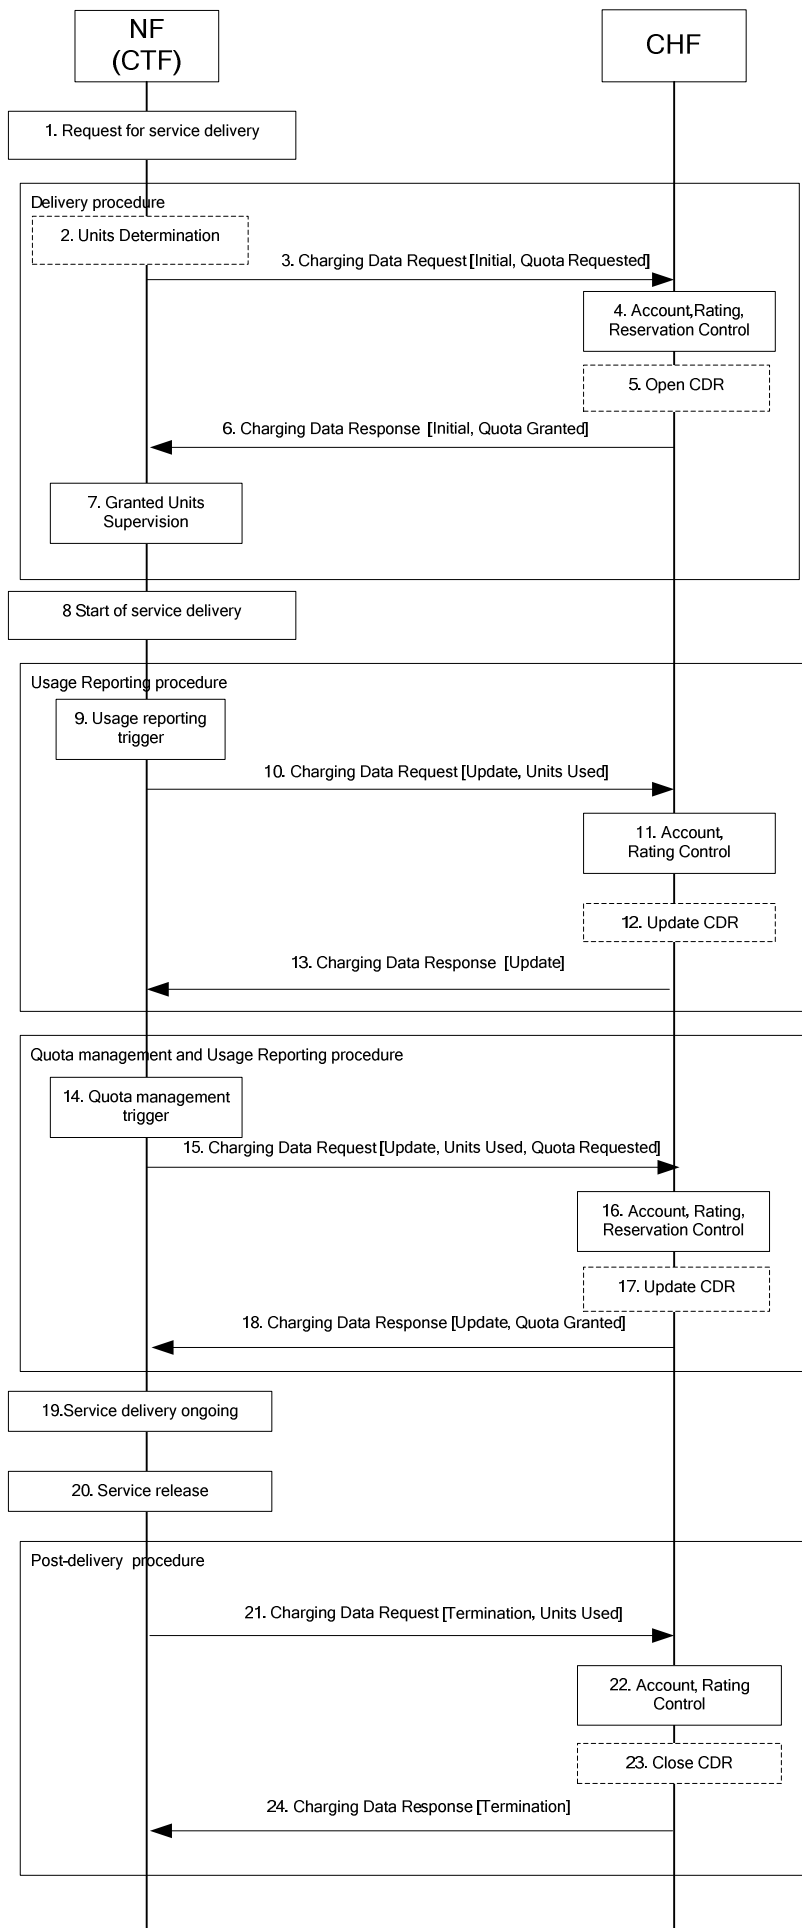 NF
(CTF)
CHF
1. Request for service delivery
Delivery procedure
2. Units Determination
3. Charging Data Request [Initial, Quota Requested]
4. Account,Rating,
Reservation Control
5. Open CDR
6. Charging Data Response [Initial, Quota Granted]
7. Granted Units
Supervision
8 Start of service delivery
Usage Reporting procedure
9. Usage reporting
trigger
10. Charging Data Request [Update, Units Used]
11. Account,
Rating Control
12. Update CDR
13. Charging Data Response [Update]
Quota management and Usage Reporting procedure
14. Quota management
trigger
15. Charging Data Request [Update, Units Used, Quota Requested]
16. Account, Rating,
Reservation Control
17. Update CDR
18. Charging Data Response [Update, Quota Granted]
19.Service delivery ongoing
20. Service release
Post-delivery procedure
21. Charging Data Request [Termination, Units Used]
22. Account, Rating
Control
23. Close CDR
24. Charging Data Response [Termination]